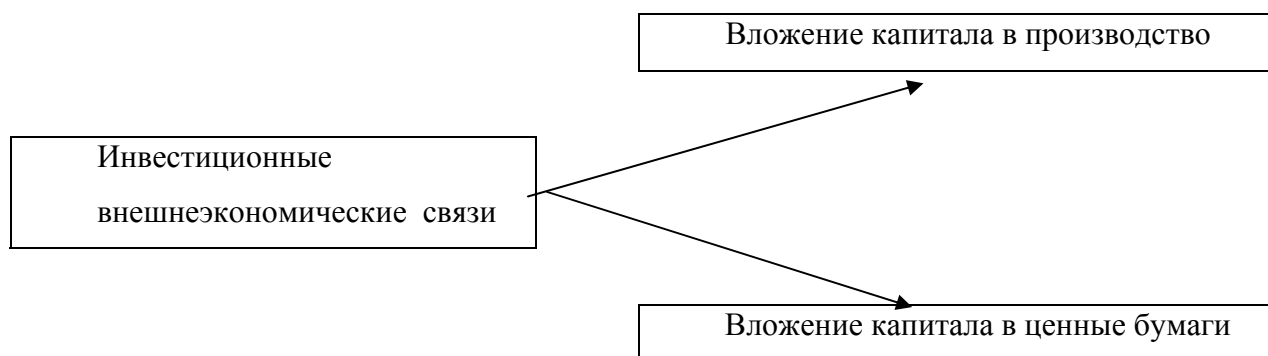 Вложение капитала в производство
Инвестиционные
внешнеэкономические связи
Вложение капитала в ценные бумаги